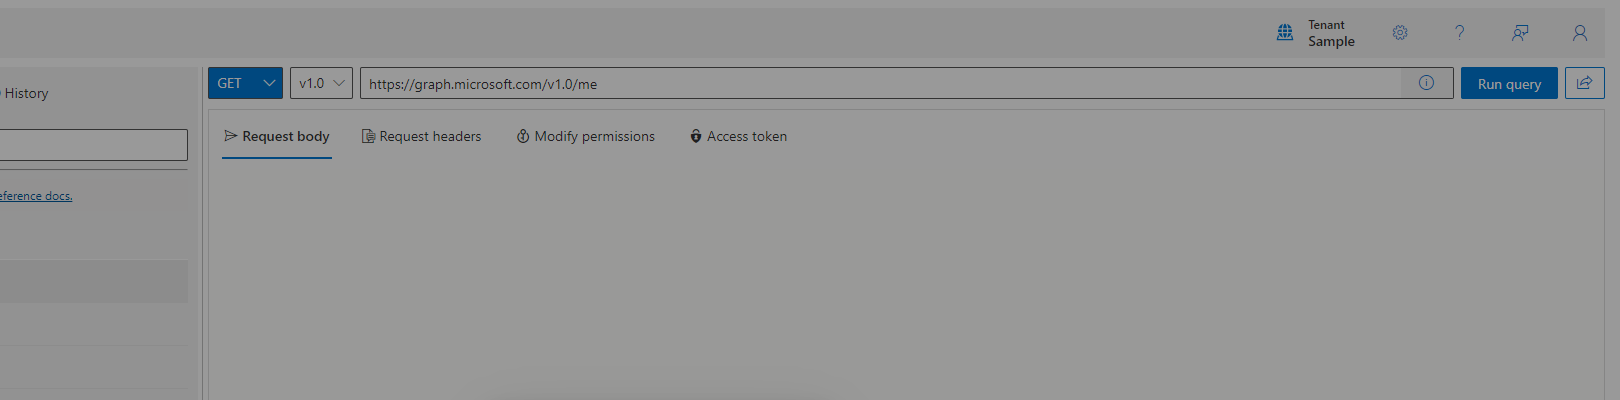 Tenant
Sample
History
GET v1.0 https://graph.microsoft.com/v1.0/me Run query
Request body Request headers Modify permissions Access token
eference docs.